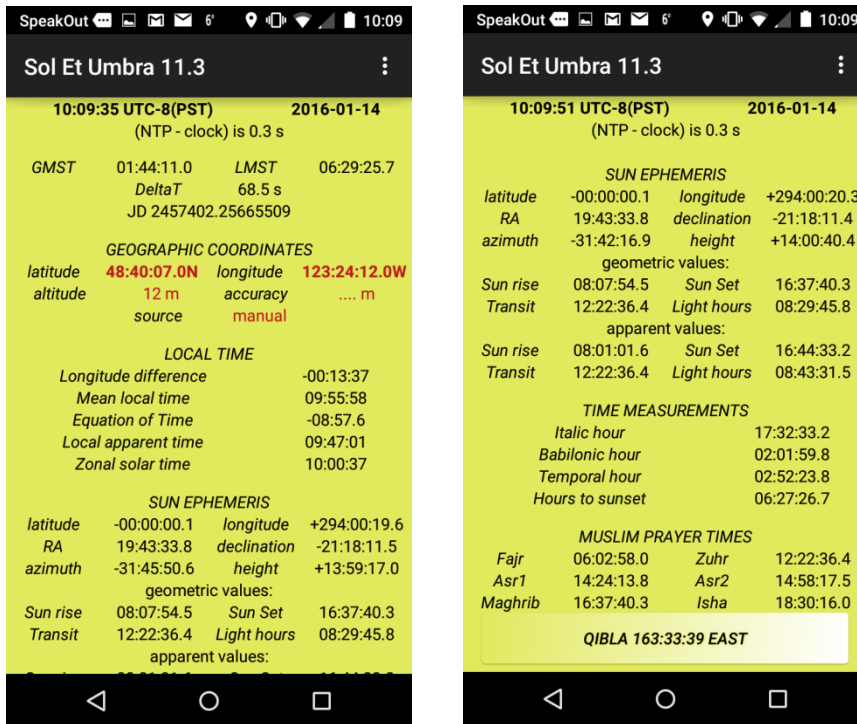 SpeakOut 6° 10:09
Sol Et Umbra 11.3
10:09:35 UTC-8(PST) 2016-01-14
(NTP - clock) is 0.3 s
GMST 01:44:11.0 LMST 06:29:25.7
DeltaT 68.5 s
JD 2457402.25665509
GEOGRAPHIC COORDINATES
latitude 48:40:07.0N longitude 123:24:12.0W
altitude 12 m accuracy .... m
source manual
LOCAL TIME
Longitude difference -00:13:37
Mean local time 09:55:58
Equation of Time -08:57.6
Local apparent time 09:47:01
Zonal solar time 10:00:37
SUN EPHEMERIS
latitude -00:00:00.1 longitude +294:00:19.6
RA 19:43:33.8 declination -21:18:11.5
azimuth -31:45:50.6 height +13:59:17.0
geometric values:
Sun rise 08:07:54.5 Sun Set 16:37:40.3
Transit 12:22:36.4 Light hours 08:29:45.8
apparent values:
SpeakOut 6° 10:09
Sol Et Umbra 11.3
10:09:51 UTC-8(PST) 2016-01-14
(NTP - clock) is 0.3 s
SUN EPHEMERIS
latitude -00:00:00.1 longitude +294:00:20.3
RA 19:43:33.8 declination -21:18:11.4
azimuth -31:42:16.9 height +14:00:40.4
geometric values:
Sun rise 08:07:54.5 Sun Set 16:37:40.3
Transit 12:22:36.4 Light hours 08:29:45.8
apparent values:
Sun rise 08:01:01.6 Sun Set 16:44:33.2
Transit 12:22:36.4 Light hours 08:43:31.5
TIME MEASUREMENTS
Italic hour 17:32:33.2
Babilonic hour 02:01:59.8
Temporal hour 02:52:23.8
Hours to sunset 06:27:26.7
MUSLIM PRAYER TIMES
Fajr 06:02:58.0 Zuhr 12:22:36.4
Asr1 14:24:13.8 Asr2 14:58:17.5
Maghrib 16:37:40.3 Isha 18:30:16.0
QIBLA 163:33:39 EAST